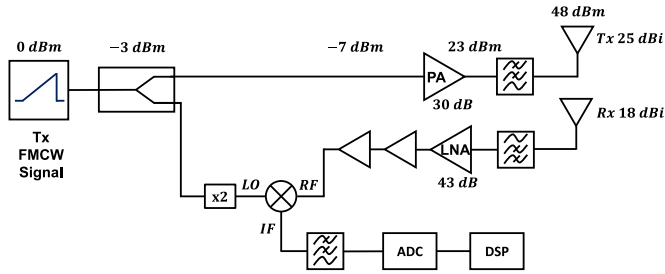 48 dBm
0 dBm
−3 dBm
−7 dBm
23 dBm
Tx 25 dBi
PA
30 dB
Rx 18 dBi
Tx
FMCW
Signal
LNA
43 dB
x2
LO
RF
IF
ADC
DSP